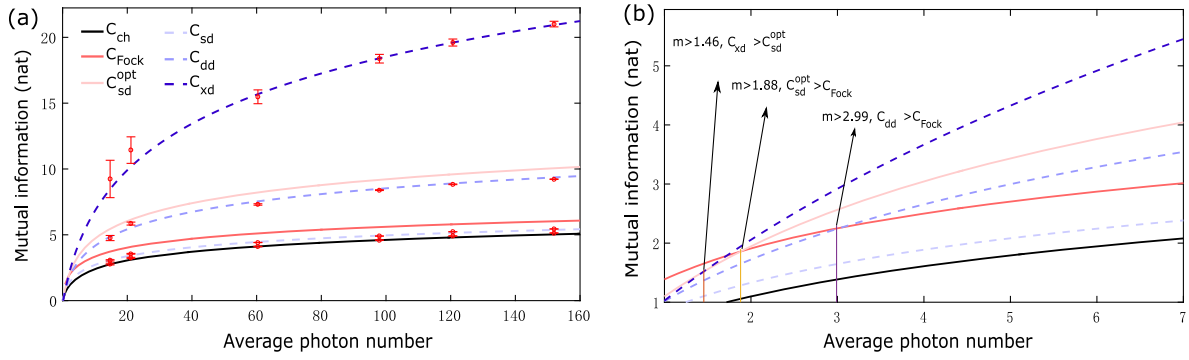 (a)
20
15
10
5
0
C_ch
C_Fock
C_sd^opt
C_sd
C_dd
C_xd
20 40 60 80 100 120 140 160
Average photon number
Mutual information (nat)
(b)
5
4
3
2
1
m>1.46, C_xd >C_sd^opt
m>1.88, C_sd^opt >C_Fock
m>2.99, C_dd >C_Fock
2 3 4 5 6 7
Average photon number
Mutual information (nat)